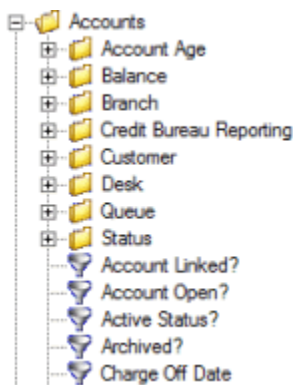 Accounts
Account Age
Balance
Branch
Credit Bureau Reporting
Customer
Desk
Queue
Status
Account Linked?
Account Open?
Active Status?
Archived?
Charge Off Date